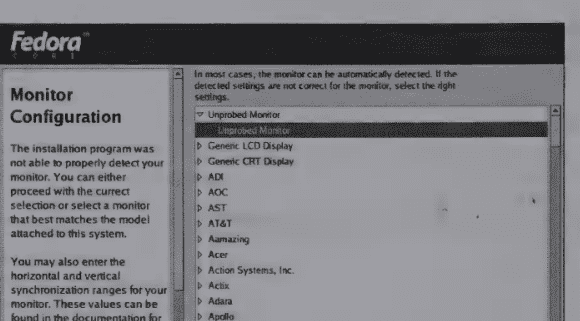 Fedora™
CORE
Monitor
Configuration
The installation program was
not able to properly detect your
monitor. You can either
proceed with the currect
selection or select a monitor
that best matches the model
attached to this system.
You may also enter the
horizontal and vertical
synchronization ranges for your
monitor. These values can be
found in the documentation for
In most cases, the monitor can be automatically detected. If the
detected settings are not correct for the monitor, select the right
settings.
Unprobed Monitor
Unprobed Monitor
Generic LCD Display
Generic CRT Display
ADI
AOC
AST
AT&T
Aamazing
Acer
Action Systems, Inc.
Actix
Adara
Apollo